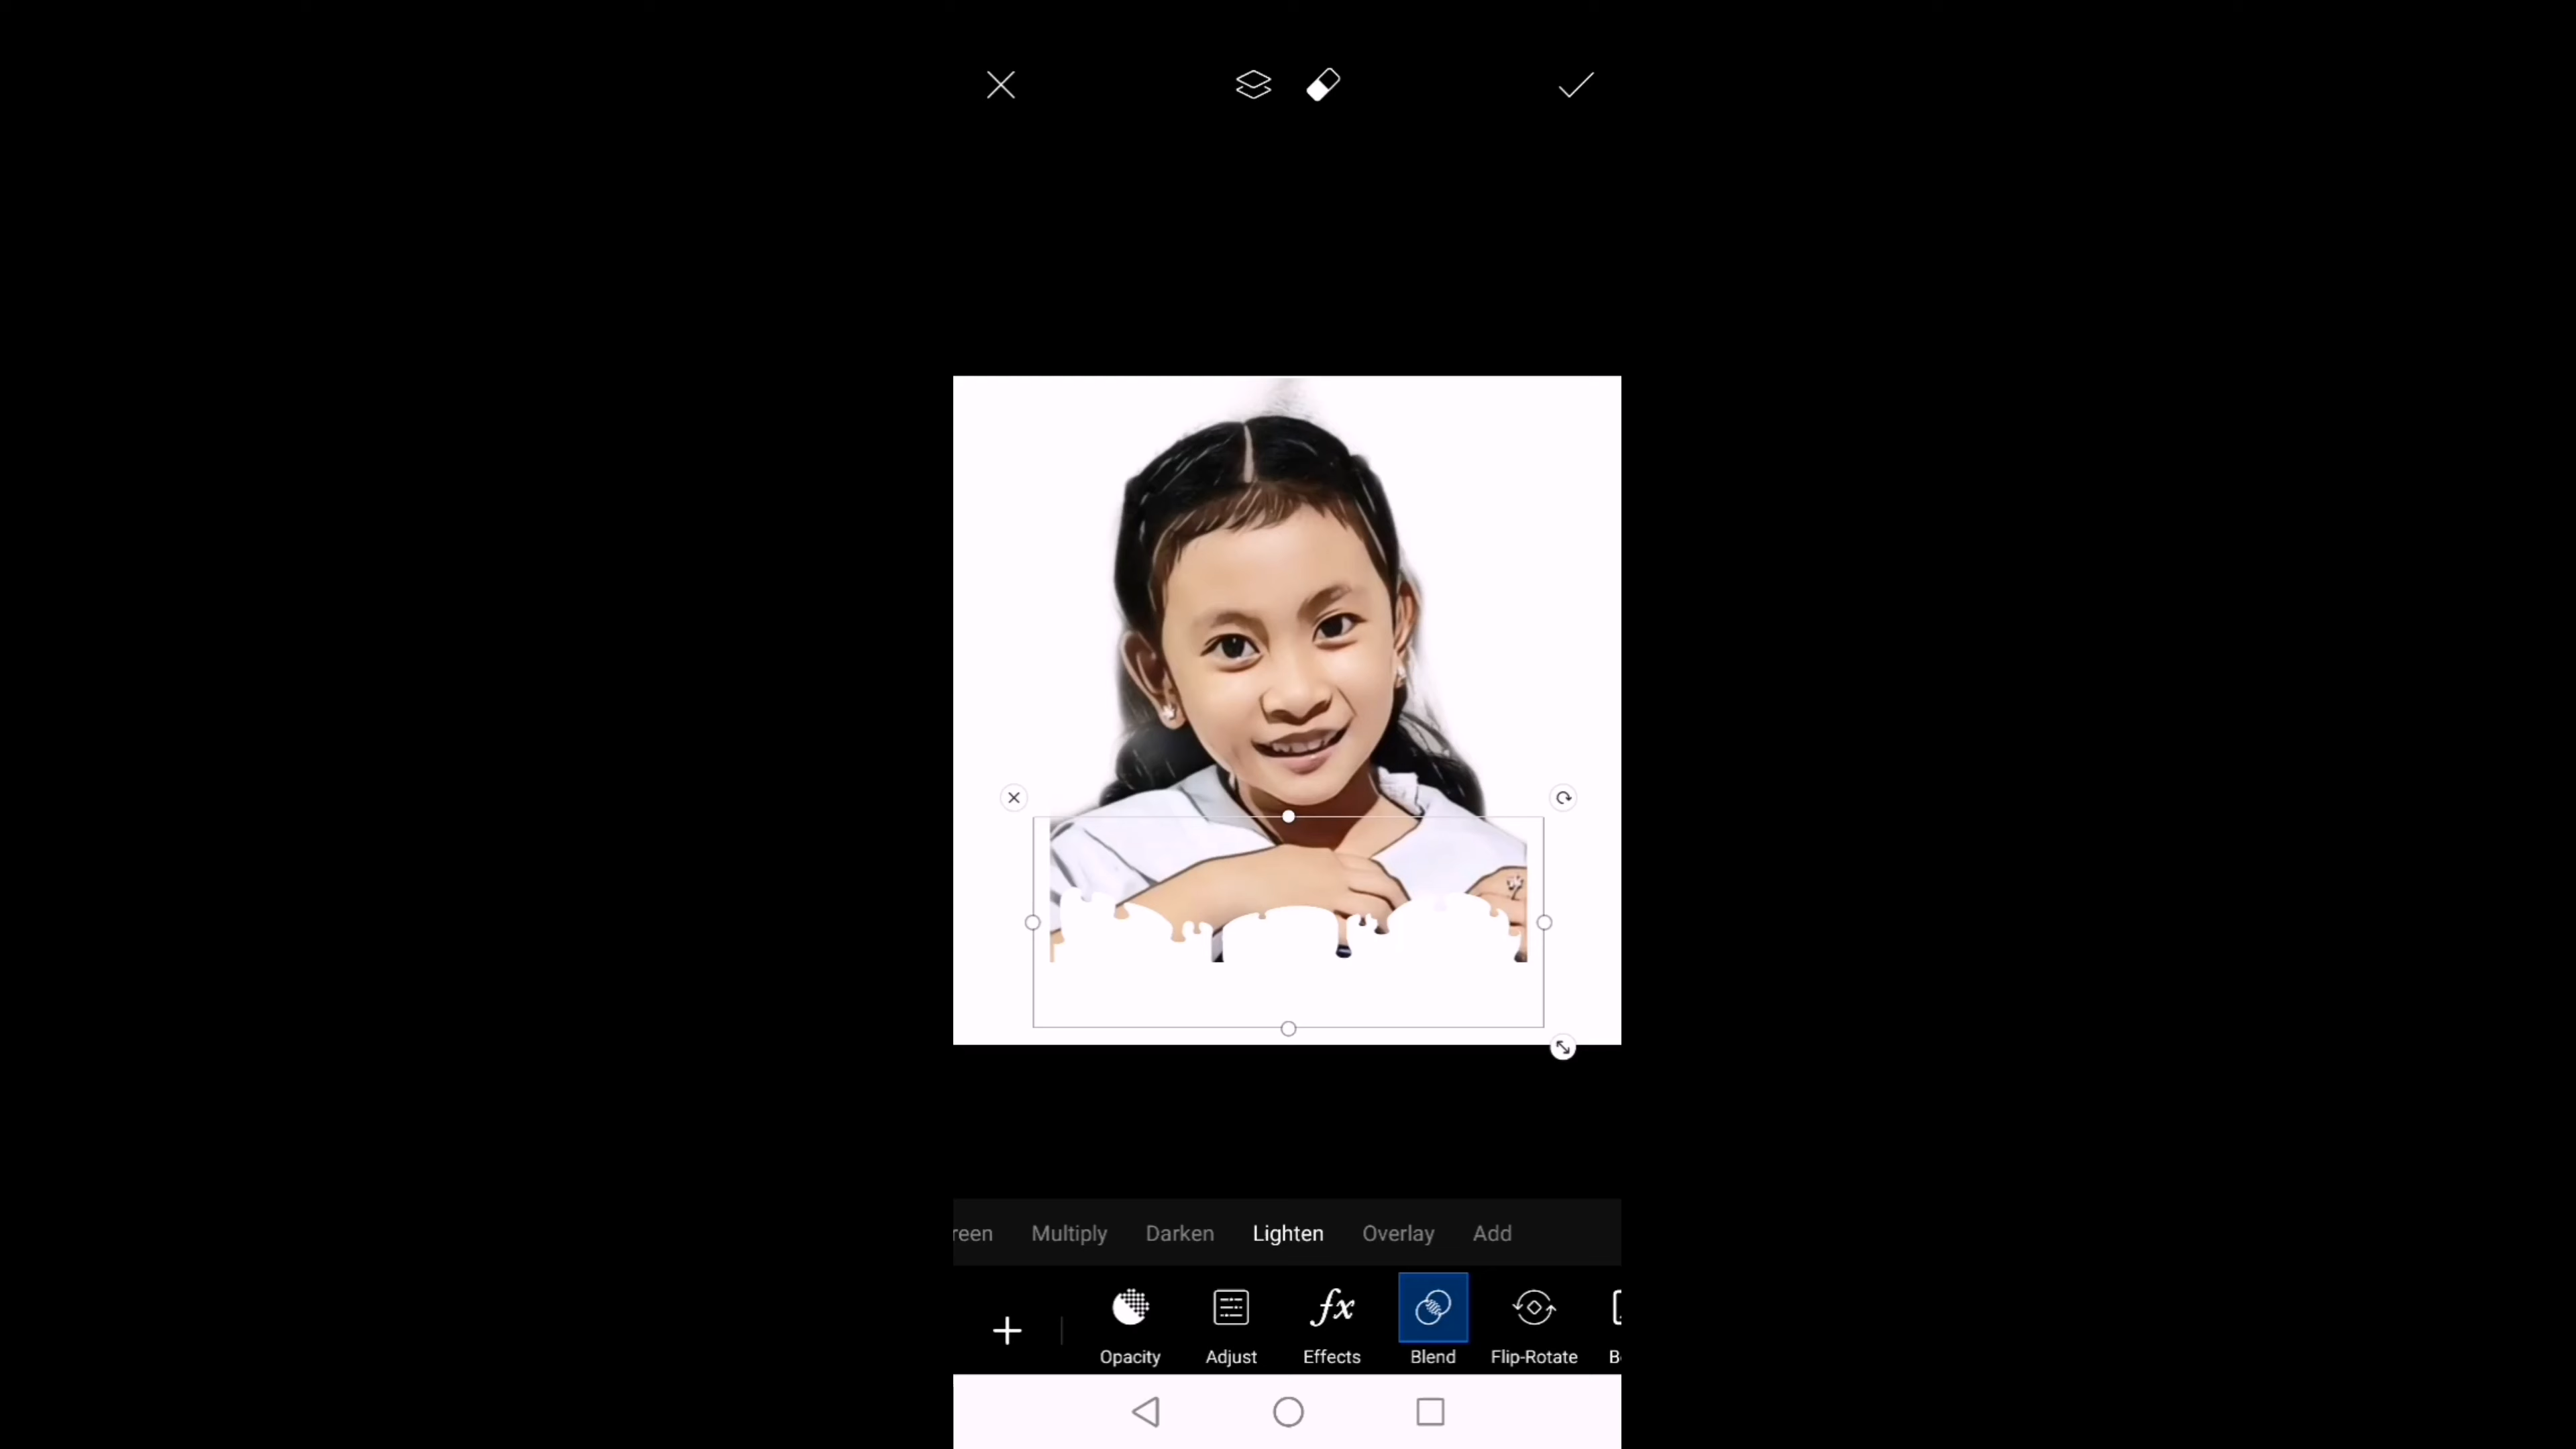 reen Multiply Darken Lighten Overlay Add
Opacity Adjust Effects Blend Flip-Rotate B